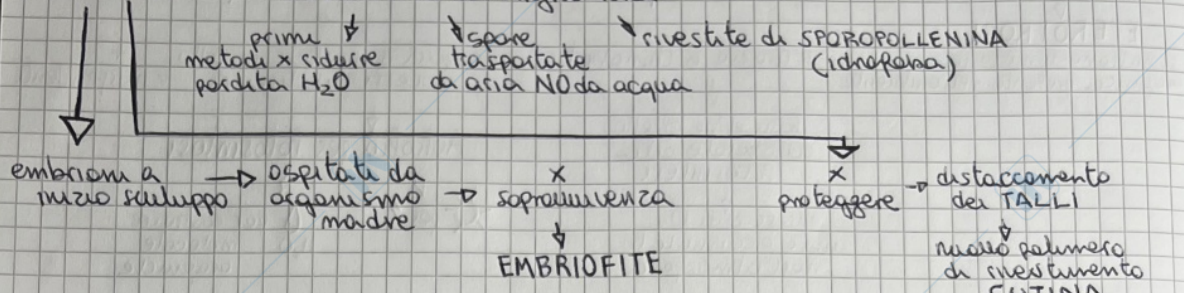 prime
metodi x ridurre
perdita H₂O
spore
trasportate
da aria NO da acqua
rivestite di SPOROPOLLENINA
(idrofoba)
embrioni a
inizio sviluppo
ospitati da
organismo
madre
x
sopravvivenza
EMBRIOFITE
x
proteggere
distaccamento
dei TALLI
nuovo polimero
di rivestimento